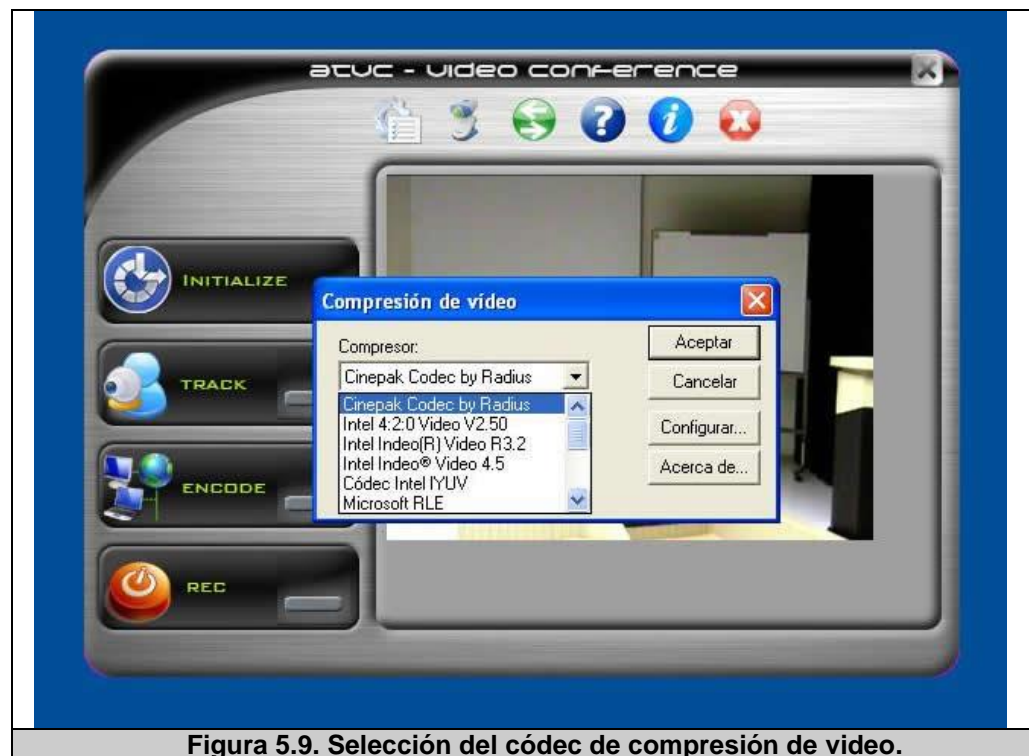 ATVC - VIDEO CONFERENCE
INITIALIZE
Compresión de vídeo
Compresor:
Aceptar
Cinepak Codec by Radius
Cancelar
TRACK
Cinepak Codec by Radius
Intel 4:2:0 Video V2.50
Configurar...
Intel Indeo(R) Video R3.2
Intel Indeo® Video 4.5
Acerca de...
Códec Intel IYUV
ENCODE
Microsoft RLE
REC
Figura 5.9. Selección del códec de compresión de video.